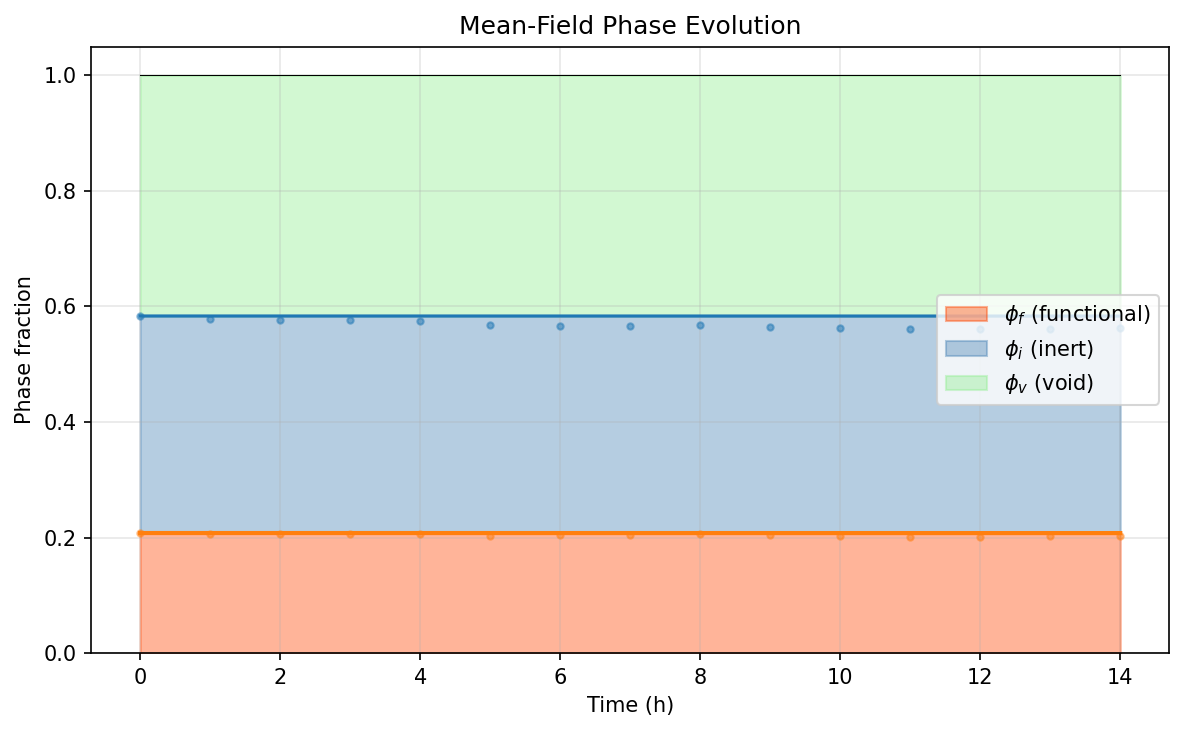 Mean-Field Phase Evolution
1.0
0.8
0.6
0.4
0.2
0.0
Phase fraction
ϕf (functional)
ϕi (inert)
ϕv (void)
0 2 4 6 8 10 12 14
Time (h)